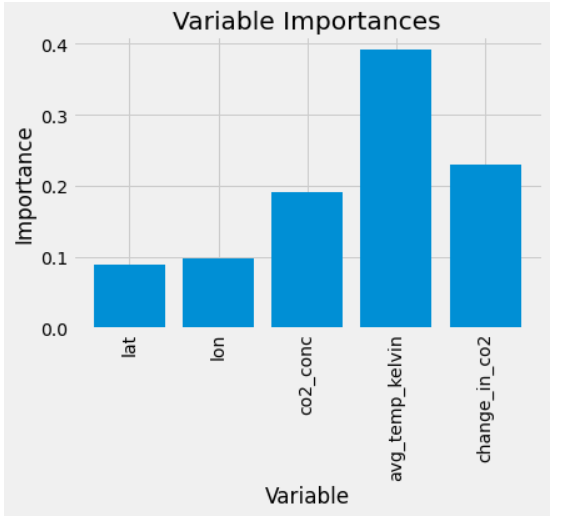 Variable Importances
Importance
0.4
0.3
0.2
0.1
0.0
lat
lon
co2_conc
avg_temp_kelvin
change_in_co2
Variable